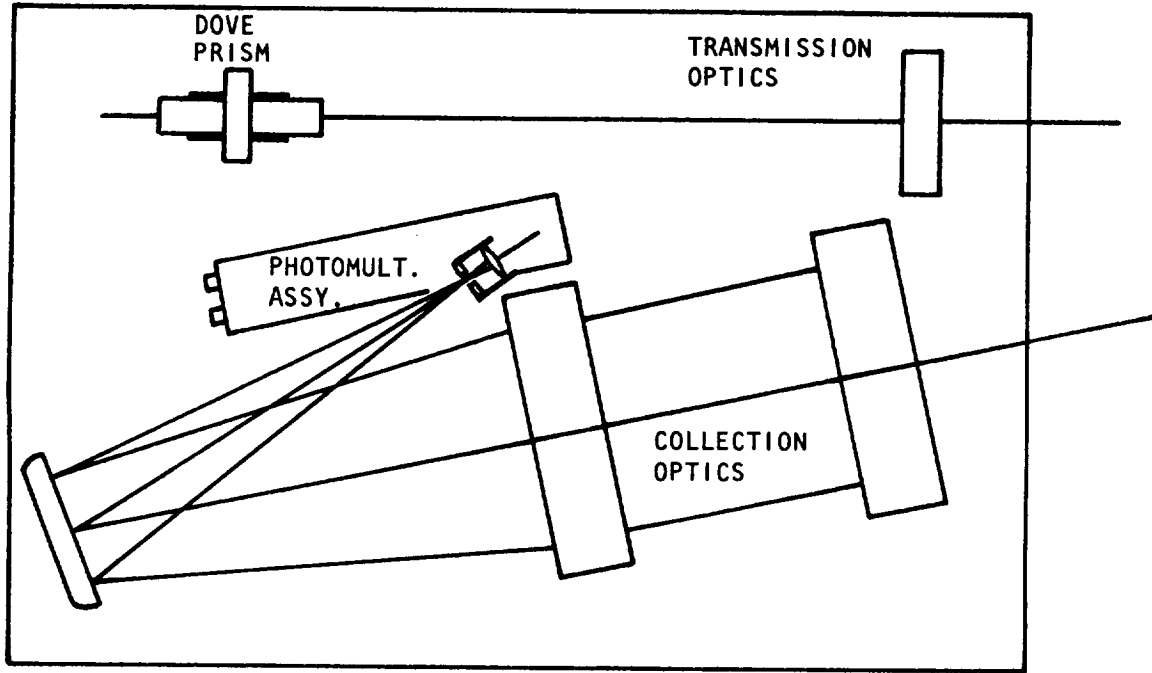 DOVE
PRISM
TRANSMISSION
OPTICS
PHOTOMULT.
ASSY.
COLLECTION
OPTICS